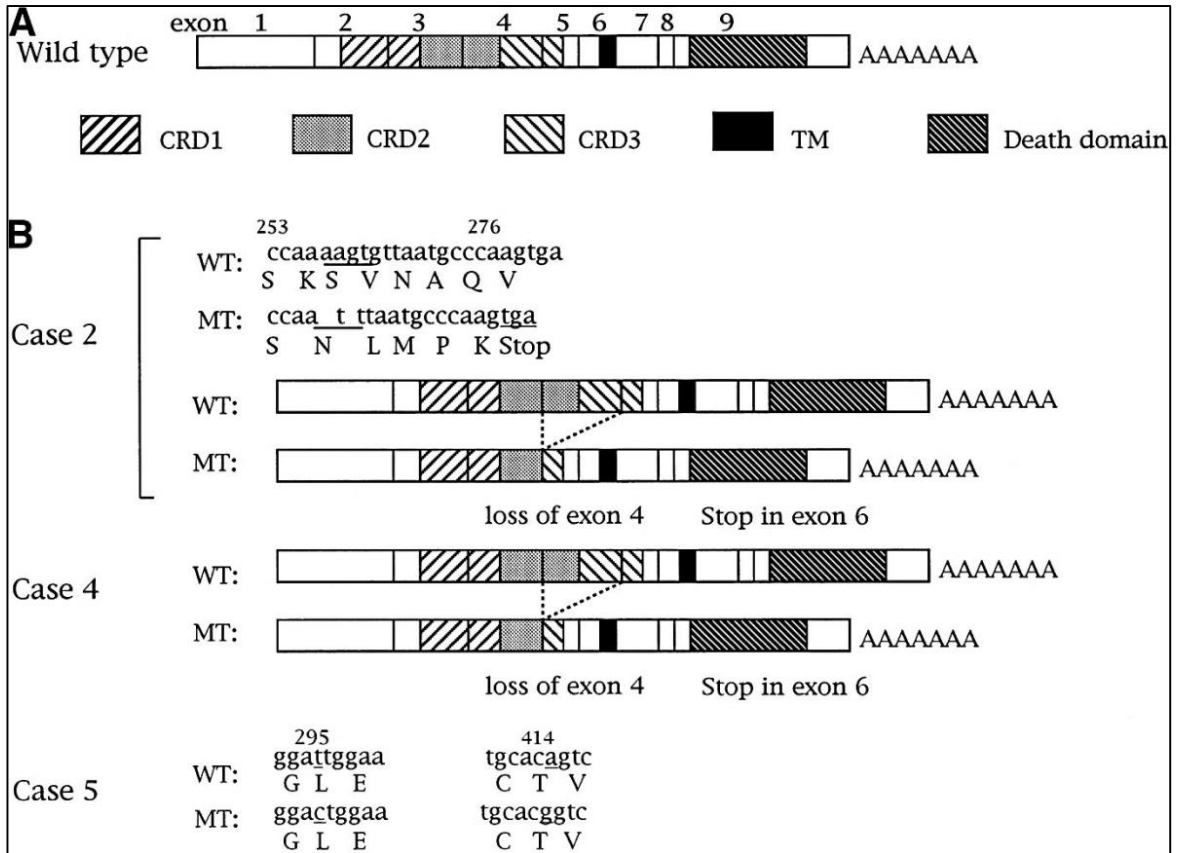 A
exon 1 2 3 4 5 6 7 8 9
Wild type AAAAAAA
CRD1 CRD2 CRD3 TM Death domain
B
253 276
WT: ccaaaagtgttaatgcccaagtga
S K S V N A Q V
Case 2
MT: ccaa t ttaatgcccaagtga
S N L M P K Stop
WT: AAAAAAA
MT: AAAAAAA
loss of exon 4 Stop in exon 6
Case 4
WT: AAAAAAA
MT: AAAAAAA
loss of exon 4 Stop in exon 6
295 414
Case 5
WT: ggattggaa tgcacagtc
G L E C T V
MT: ggactggaa tgcacggtc
G L E C T V